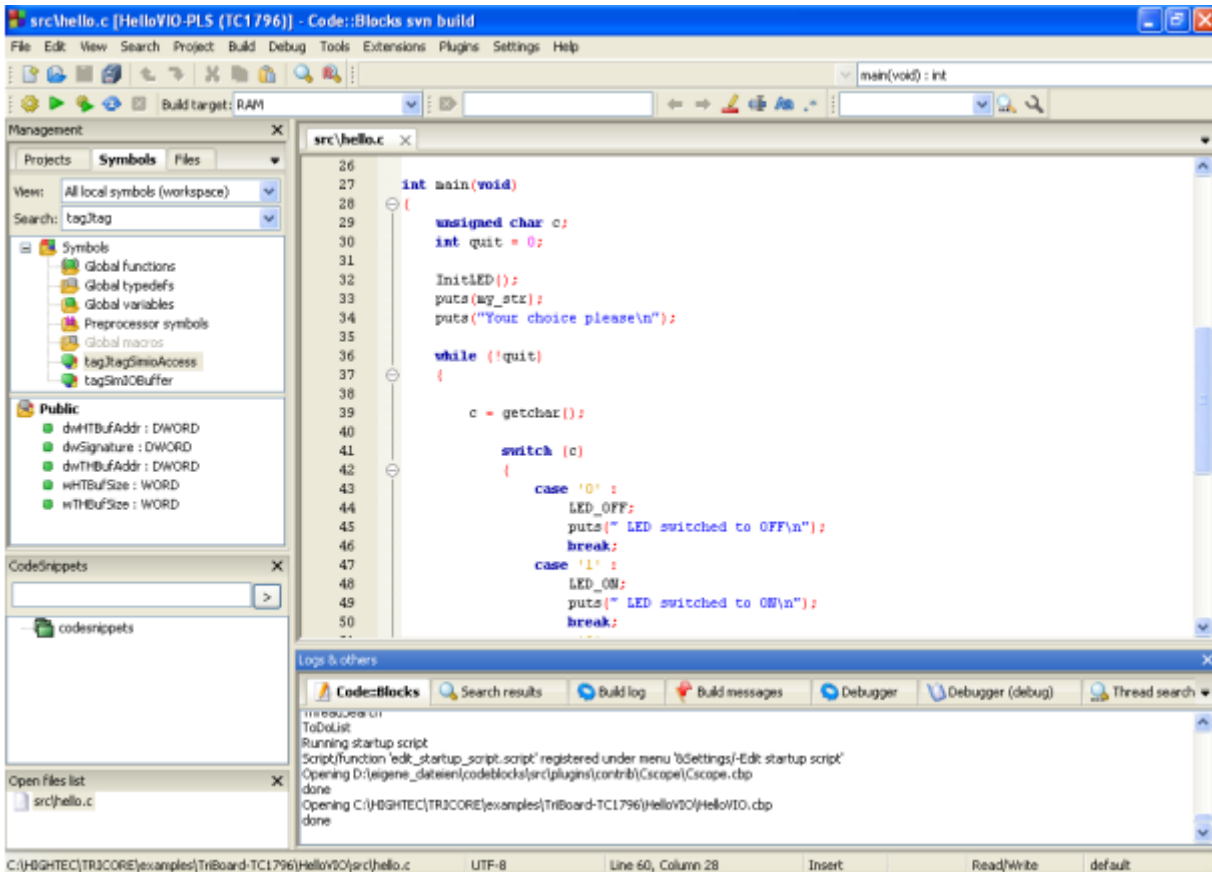 src\hello.c [HelloVIO-PLS (TC1796)] - Code::Blocks svn build
File Edit View Search Project Build Debug Tools Extensions Plugins Settings Help
main(void) : int
Build target: RAM
Management
Projects Symbols Files
View: All local symbols (workspace)
Search: tagJtag
Symbols
Global functions
Global typedefs
Global variables
Preprocessor symbols
Global macros
tagJtagSimioAccess
tagSimIOBuffer
Public
dwHTBufAddr : DWORD
dwSignature : DWORD
dwTHBufAddr : DWORD
wHTBufSize : WORD
wTHBufSize : WORD
CodeSnippets
>
codesnippets
Open files list
src\hello.c
src\hello.c
26
27 int main(void)
28 {
29 unsigned char c;
30 int quit = 0;
31
32 InitLED();
33 puts(my_str);
34 puts("Your choice please\n");
35
36 while (!quit)
37 {
38
39 c = getchar();
40
41 switch (c)
42 {
43 case '0' :
44 LED_OFF;
45 puts(" LED switched to OFF\n");
46 break;
47 case '1' :
48 LED_ON;
49 puts(" LED switched to ON\n");
50 break;
Logs & others
Code::Blocks Search results Build log Build messages Debugger Debugger (debug) Thread search
ThreadSearch
ToDoList
Running startup script
Script/function 'edit_startup_script.script' registered under menu '&Settings/-Edit startup script'
Opening D:\eigene_dateien\codeblocks\src\plugins\contrib\Cscope\Cscope.cbp
done
Opening C:\HIGHTEC\TRICORE\examples\TriBoard-TC1796\HelloVIO\HelloVIO.cbp
done
C:\HIGHTEC\TRICORE\examples\TriBoard-TC1796\HelloVIO\src\hello.c UTF-8 Line 60, Column 28 Insert Read/Write default